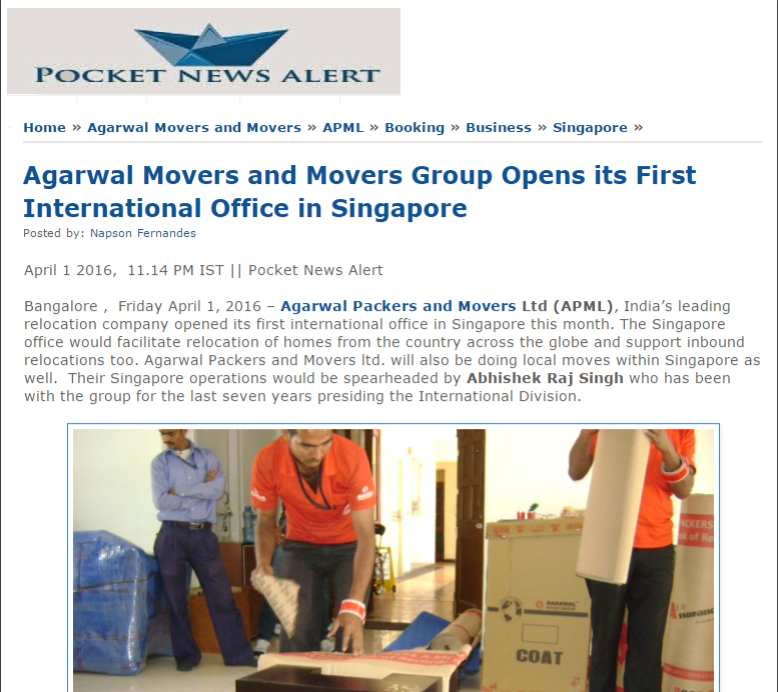 POCKET NEWS ALERT
Home » Agarwal Movers and Movers » APML » Booking » Business » Singapore »
Agarwal Movers and Movers Group Opens its First
International Office in Singapore
Posted by: Napson Fernandes
April 1 2016,  11.14 PM IST || Pocket News Alert
Bangalore ,  Friday April 1, 2016 – Agarwal Packers and Movers Ltd (APML), India’s leading
relocation company opened its first international office in Singapore this month. The Singapore
office would facilitate relocation of homes from the country across the globe and support inbound
relocations too. Agarwal Packers and Movers ltd. will also be doing local moves within Singapore as
well.  Their Singapore operations would be spearheaded by Abhishek Raj Singh who has been
with the group for the last seven years presiding the International Division.
PACKERS
AGARWAL
COAT